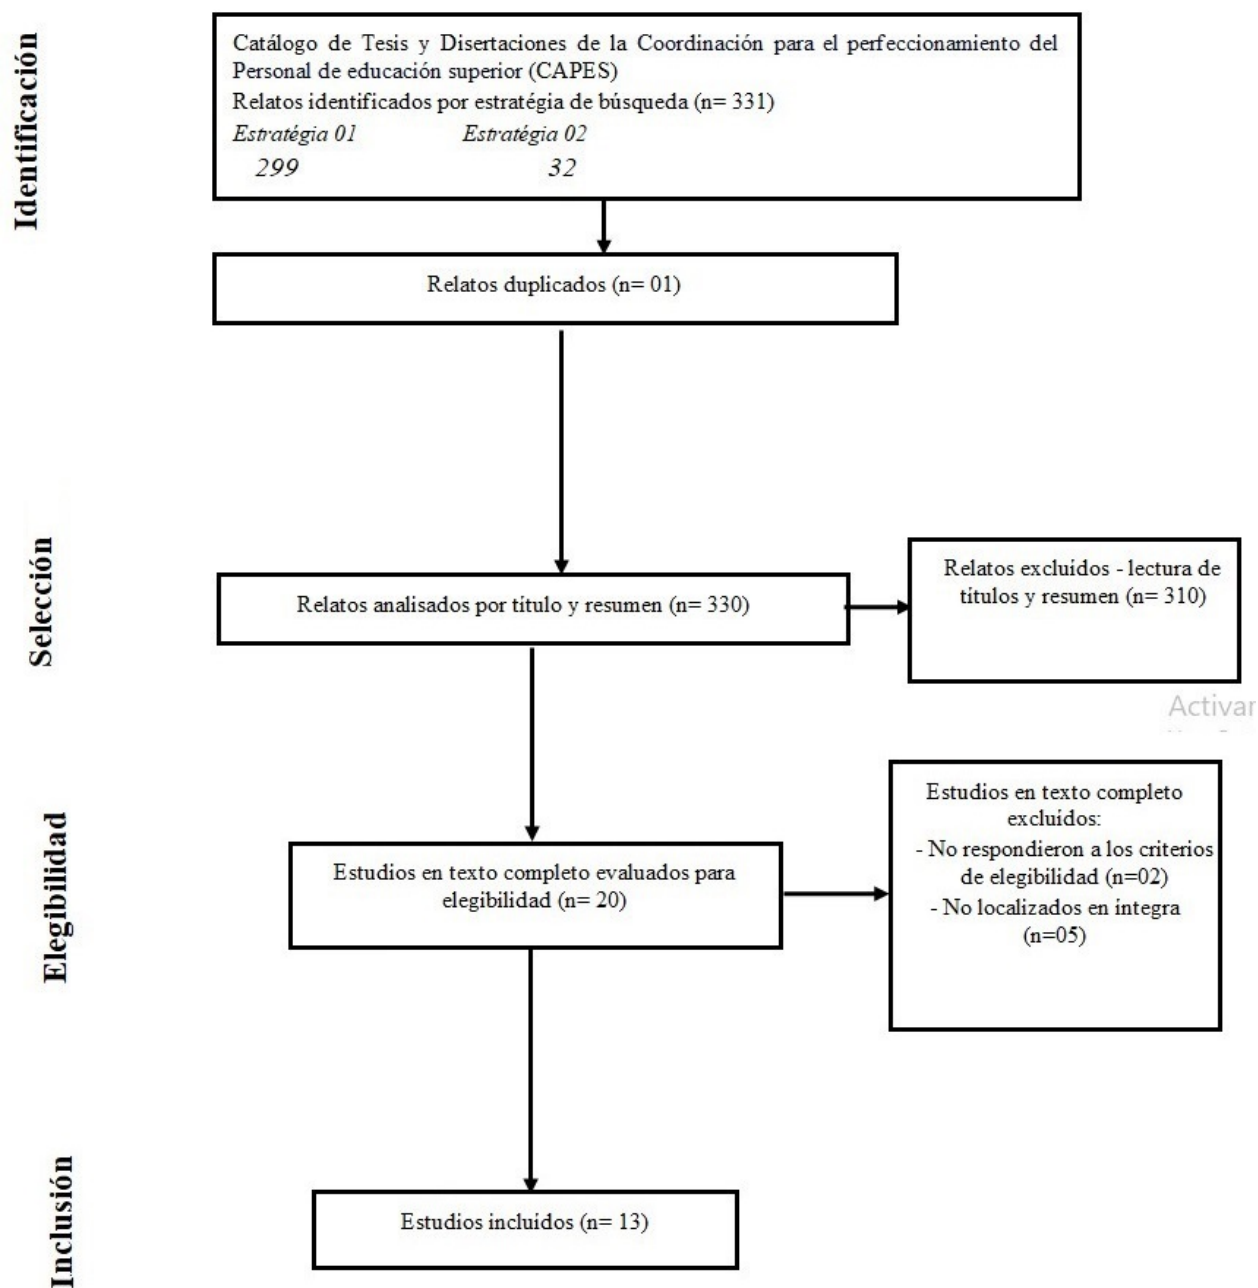 Identificación
Catálogo de Tesis y Disertaciones de la Coordinación para el perfeccionamiento del
Personal de educación superior (CAPES)
Relatos identificados por estratégia de búsqueda (n= 331)
Estratégia 01 Estratégia 02
299 32
Relatos duplicados (n= 01)
Selección
Relatos analisados por título y resumen (n= 330)
Relatos excluídos - lectura de
títulos y resumen (n= 310)
Activar
Elegibilidad
Estudios en texto completo evaluados para
elegibilidad (n= 20)
Estudios en texto completo
excluídos:
- No respondieron a los criterios
de elegibilidad (n=02)
- No localizados en íntegra
(n=05)
Inclusión
Estudios incluídos (n= 13)